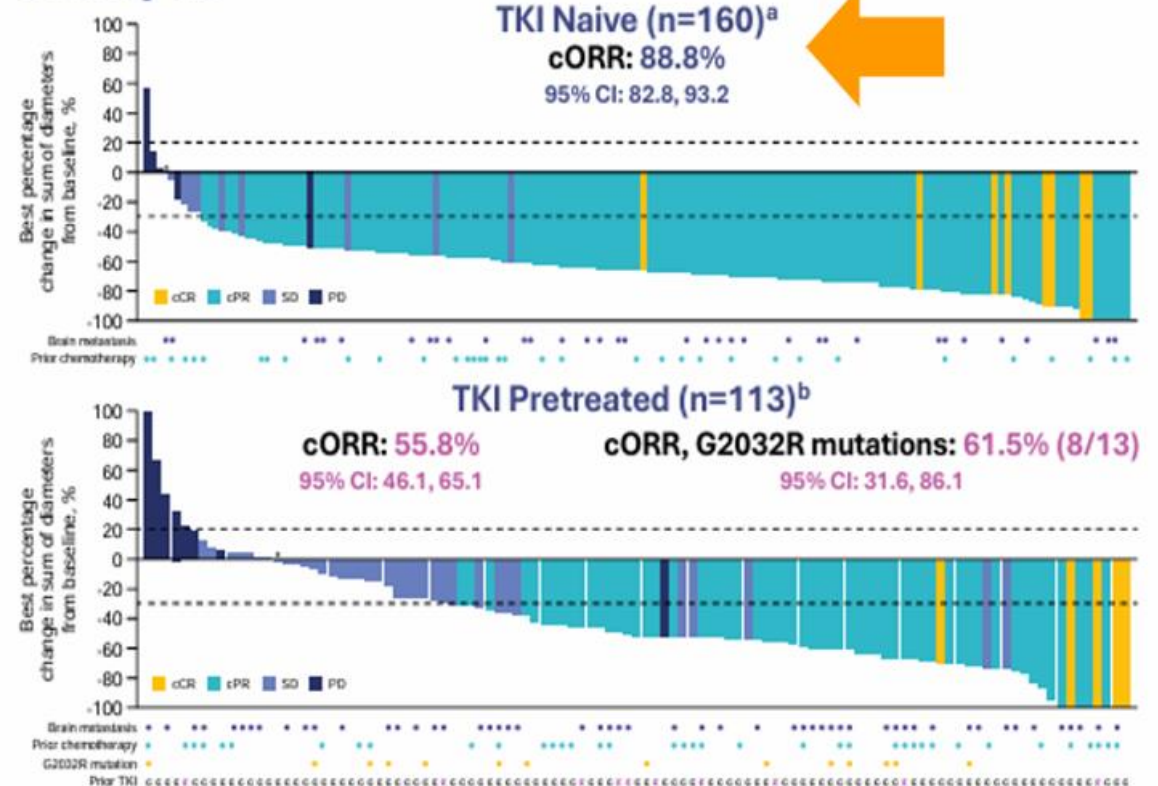 TKI Naive (n=160)ᵃ
cORR: 88.8%
95% CI: 82.8, 93.2
Best percentage
change in sum of diameters
from baseline, %
100
80
60
40
20
0
-20
-40
-60
-80
-100
cCR cPR SD PD
Brain metastasis
Prior chemotherapy
TKI Pretreated (n=113)ᵇ
cORR: 55.8%
95% CI: 46.1, 65.1
cORR, G2032R mutations: 61.5% (8/13)
95% CI: 31.6, 86.1
Best percentage
change in sum of diameters
from baseline, %
100
80
60
40
20
0
-20
-40
-60
-80
-100
cCR cPR SD PD
Brain metastasis
Prior chemotherapy
G2032R mutation
Prior TKI